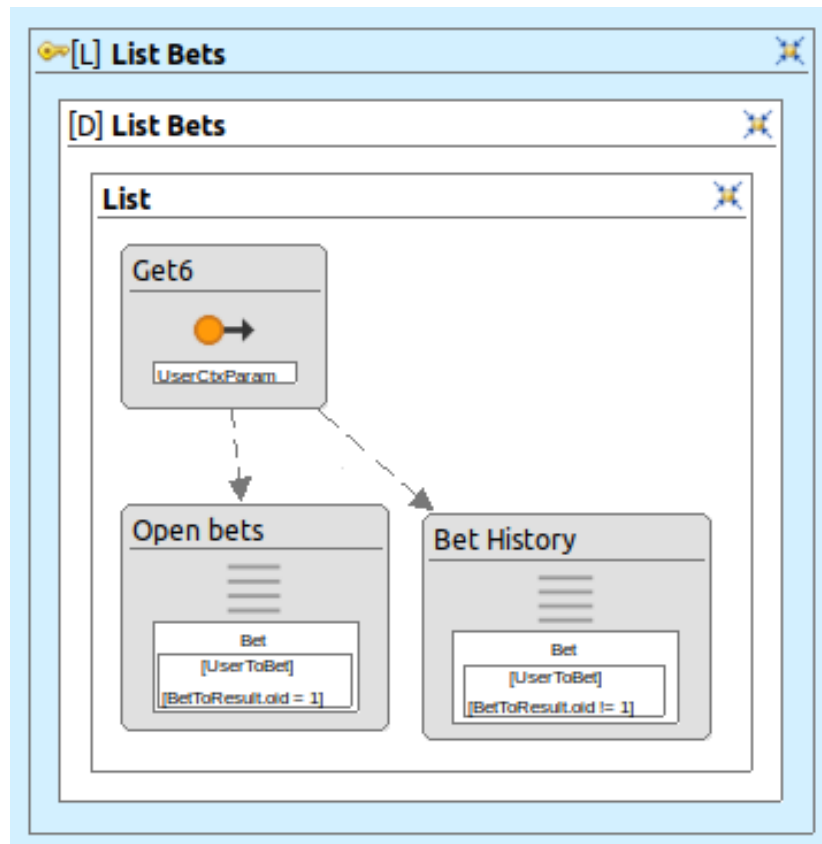 [L] List Bets
[D] List Bets
List
Get6
UserCtxParam
Open bets
Bet
[UserToBet]
[BetToResult.oid = 1]
Bet History
Bet
[UserToBet]
[BetToResult.oid != 1]